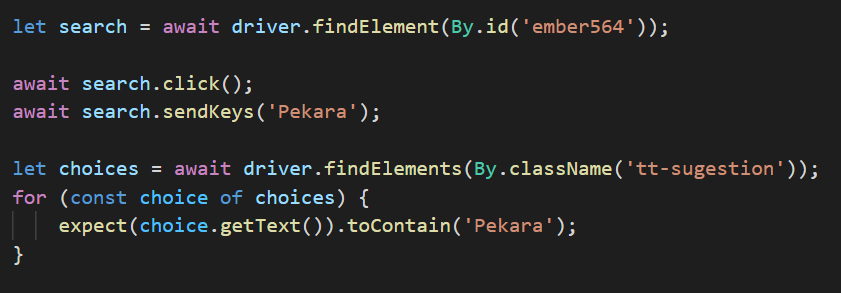 let search = await driver.findElement(By.id('ember564'));
await search.click();
await search.sendKeys('Pekara');
let choices = await driver.findElements(By.className('tt-sugestion'));
for (const choice of choices) {
expect(choice.getText()).toContain('Pekara');
}